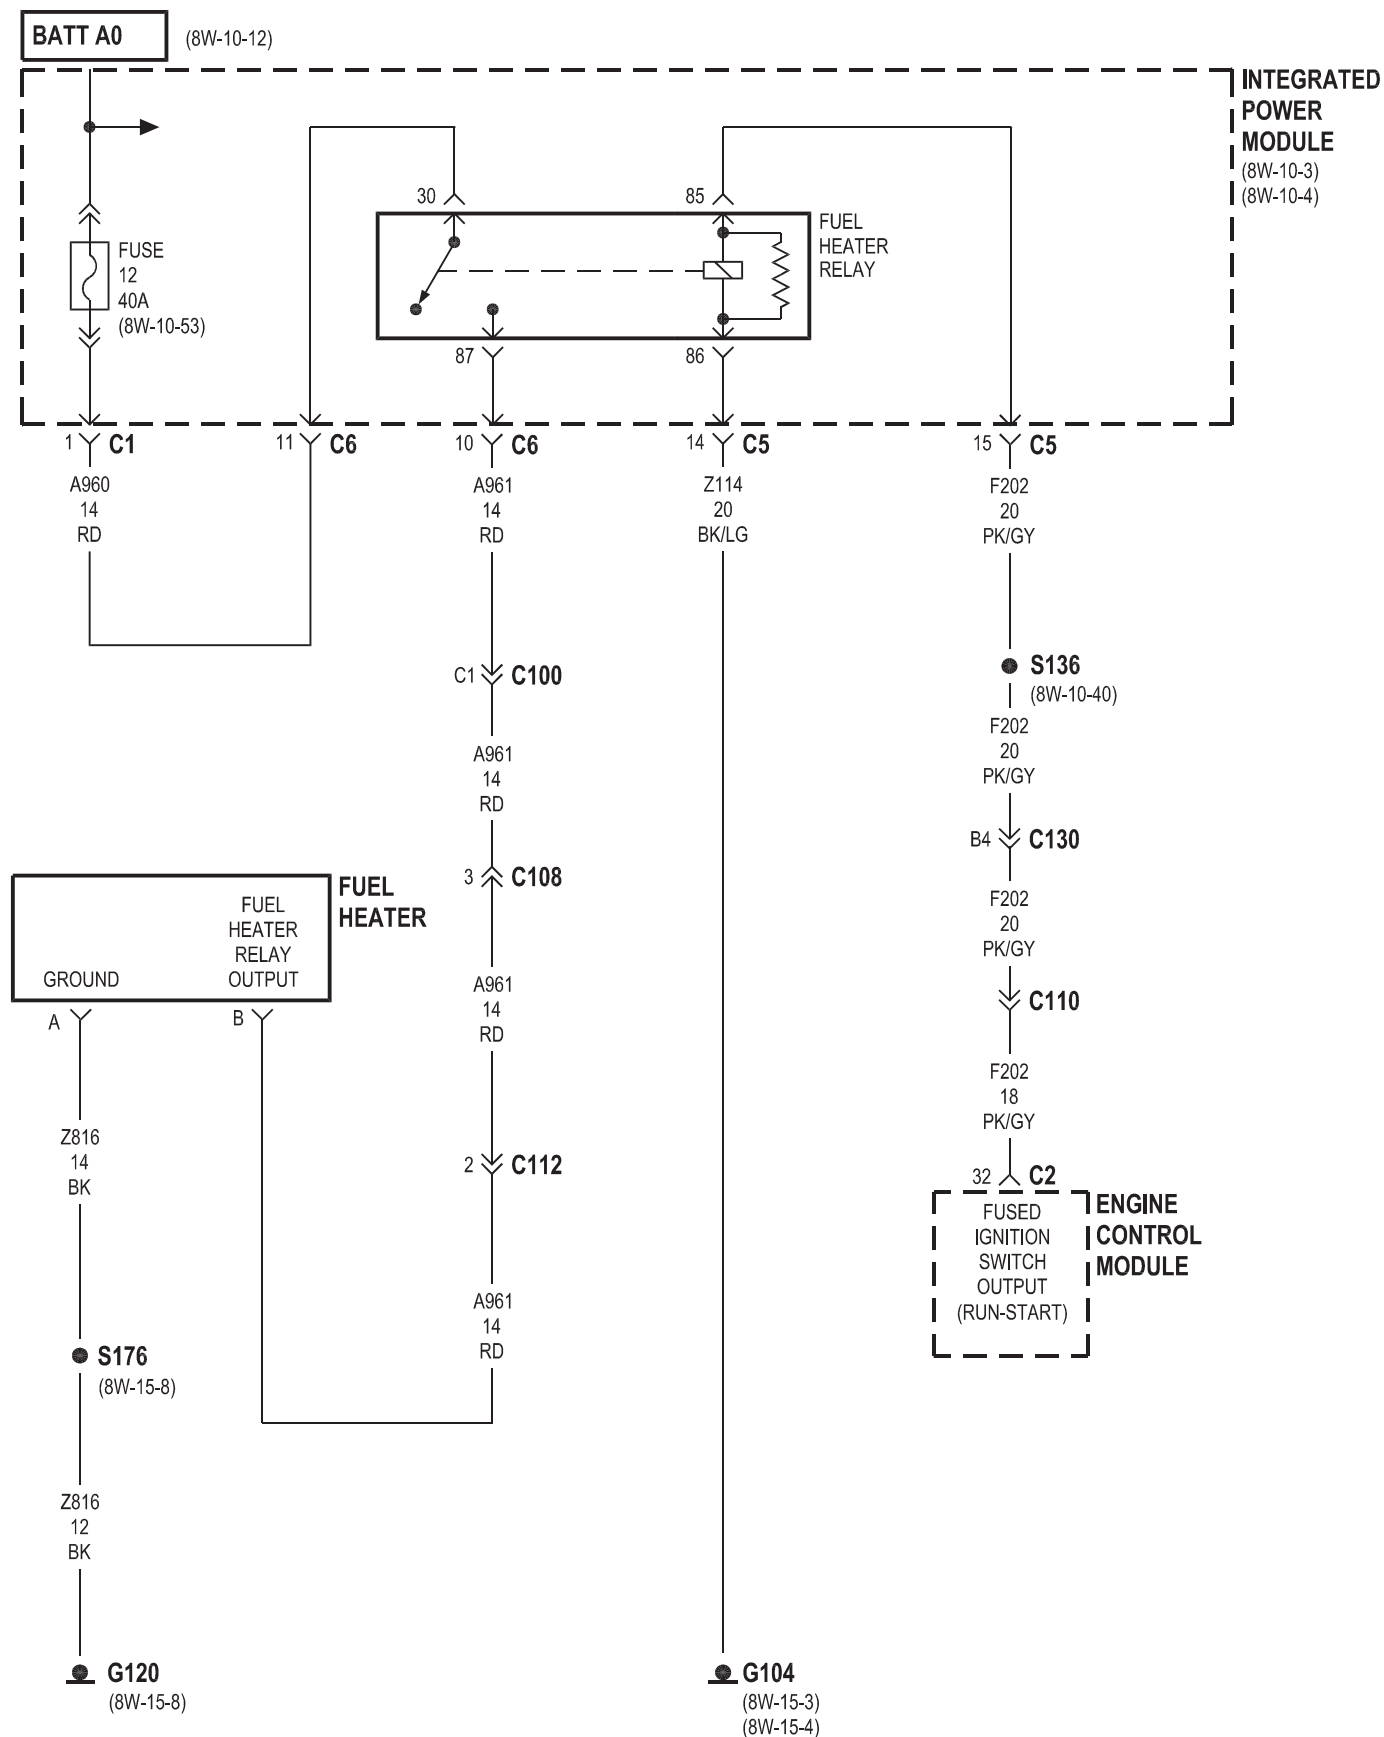 BATT A0 (8W-10-12)
INTEGRATED
POWER
MODULE
(8W-10-3)
(8W-10-4)
30
85
FUEL
HEATER
RELAY
FUSE
12
40A
(8W-10-53)
87
86
1 C1
11 C6
10 C6
14 C5
15 C5
A960
14
RD
A961
14
RD
Z114
20
BK/LG
F202
20
PK/GY
C1 C100
S136
(8W-10-40)
A961
14
RD
F202
20
PK/GY
B4 C130
3 C108
FUEL
HEATER
FUEL
HEATER
RELAY
OUTPUT
GROUND
A
B
F202
20
PK/GY
A961
14
RD
C110
F202
18
PK/GY
Z816
14
BK
2 C112
32 C2
ENGINE
CONTROL
MODULE
FUSED
IGNITION
SWITCH
OUTPUT
(RUN-START)
A961
14
RD
S176
(8W-15-8)
Z816
12
BK
G120
(8W-15-8)
G104
(8W-15-3)
(8W-15-4)